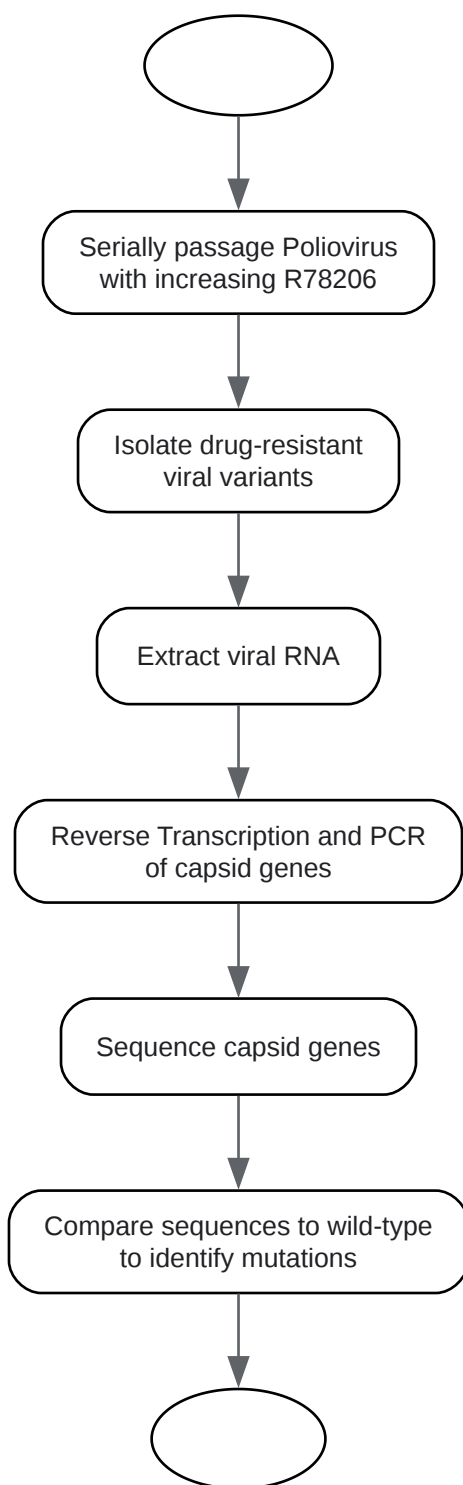 Serially passage Poliovirus
with increasing R78206
Isolate drug-resistant
viral variants
Extract viral RNA
Reverse Transcription and PCR
of capsid genes
Sequence capsid genes
Compare sequences to wild-type
to identify mutations